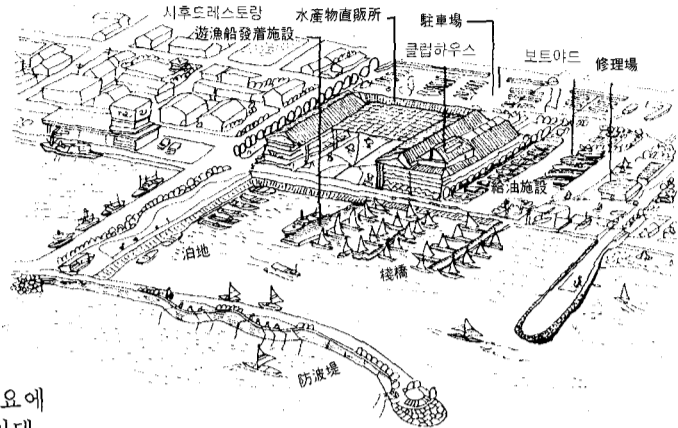 시후드레스토랑
遊漁船發着施設
水產物直販所
駐車場
클럽하우스
보트야드
修理場
給油施設
泊地
棧橋
防波堤
요에